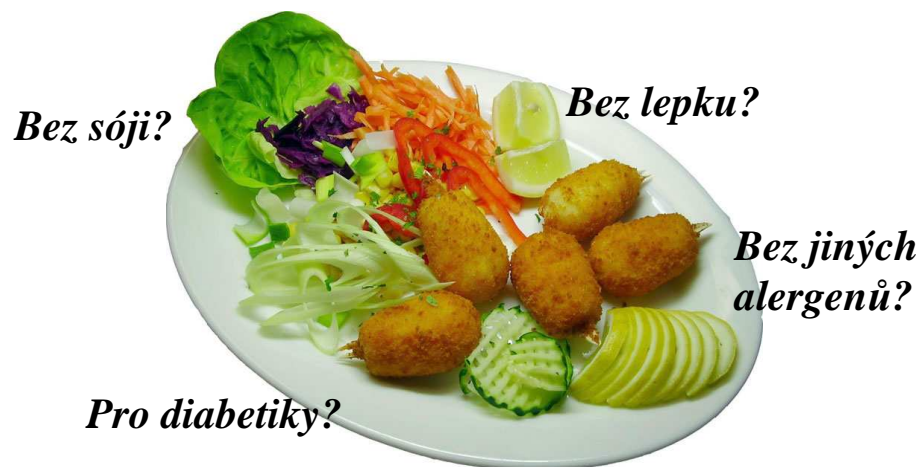 Bez sóji?
Bez lepku?
Bez jiných
alergenů?
Pro diabetiky?